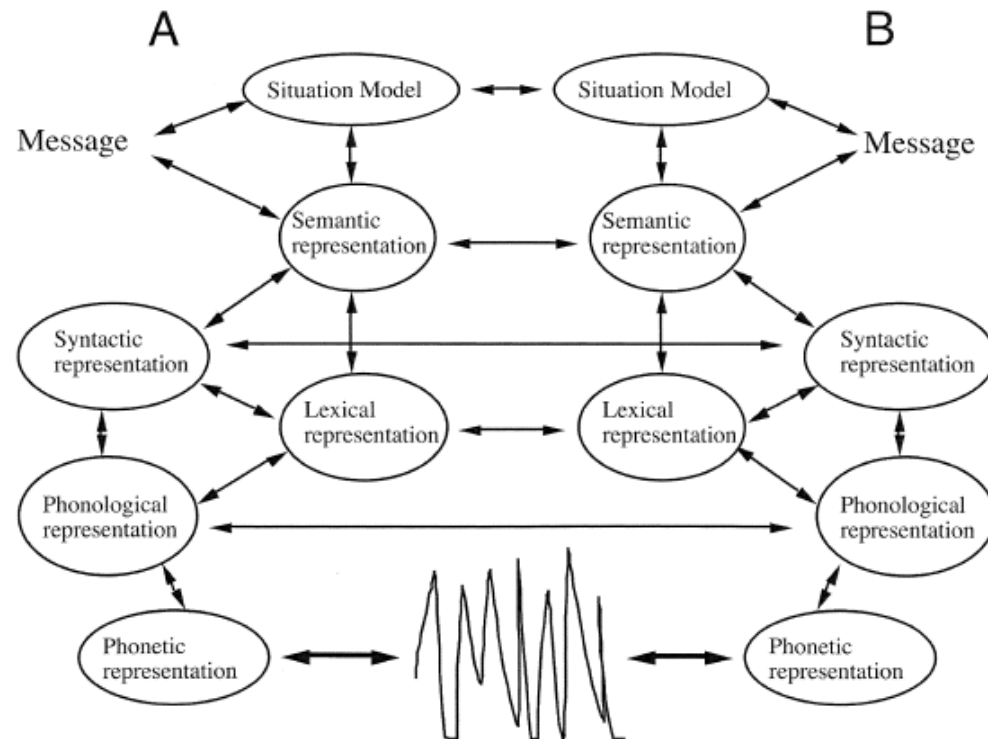 A
B
Situation Model
Situation Model
Message
Message
Semantic
representation
Semantic
representation
Syntactic
representation
Syntactic
representation
Lexical
representation
Lexical
representation
Phonological
representation
Phonological
representation
Phonetic
representation
Phonetic
representation